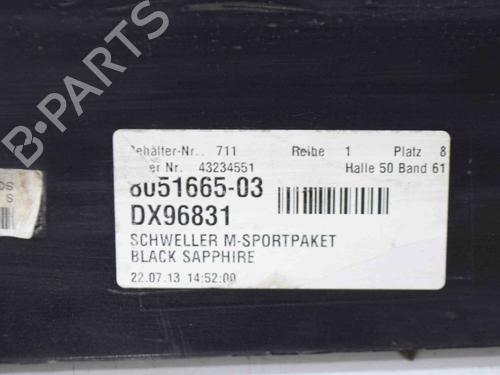 B-PARTS
Behälter-Nr.: 711 Reihe 1 Platz 8
Nr. 43234551 Halle 50 Band 61
8051665-03
DX96831
SCHWELLER M-SPORTPAKET
BLACK SAPPHIRE
22.07.13 14:52:00